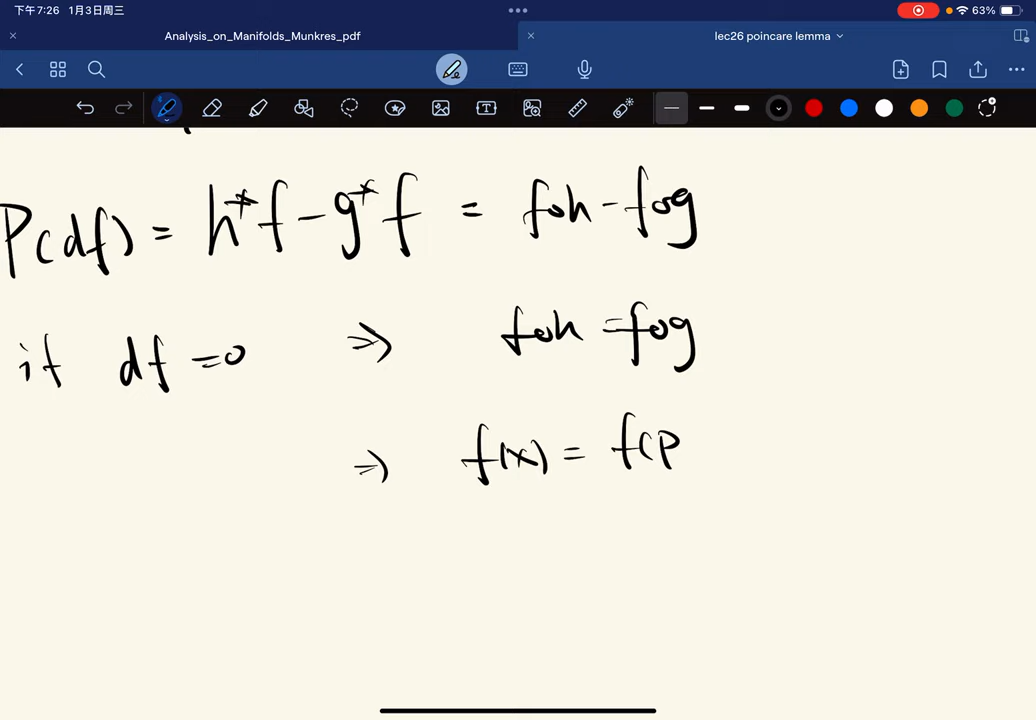 下午7:26 1月3日周三
63%
Analysis_on_Manifolds_Munkres_pdf
lec26 poincare lemma
P(df) = h*f - g*f = f∘h - f∘g
if df = 0 ⇒ f∘h = f∘g
⇒ f(x) = f(p